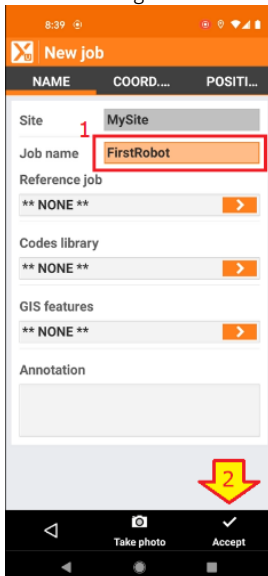 8:39
New job
NAME COORD.... POSITI...
Site MySite
1
Job name FirstRobot
Reference job
** NONE **
Codes library
** NONE **
GIS features
** NONE **
Annotation
2
Take photo Accept